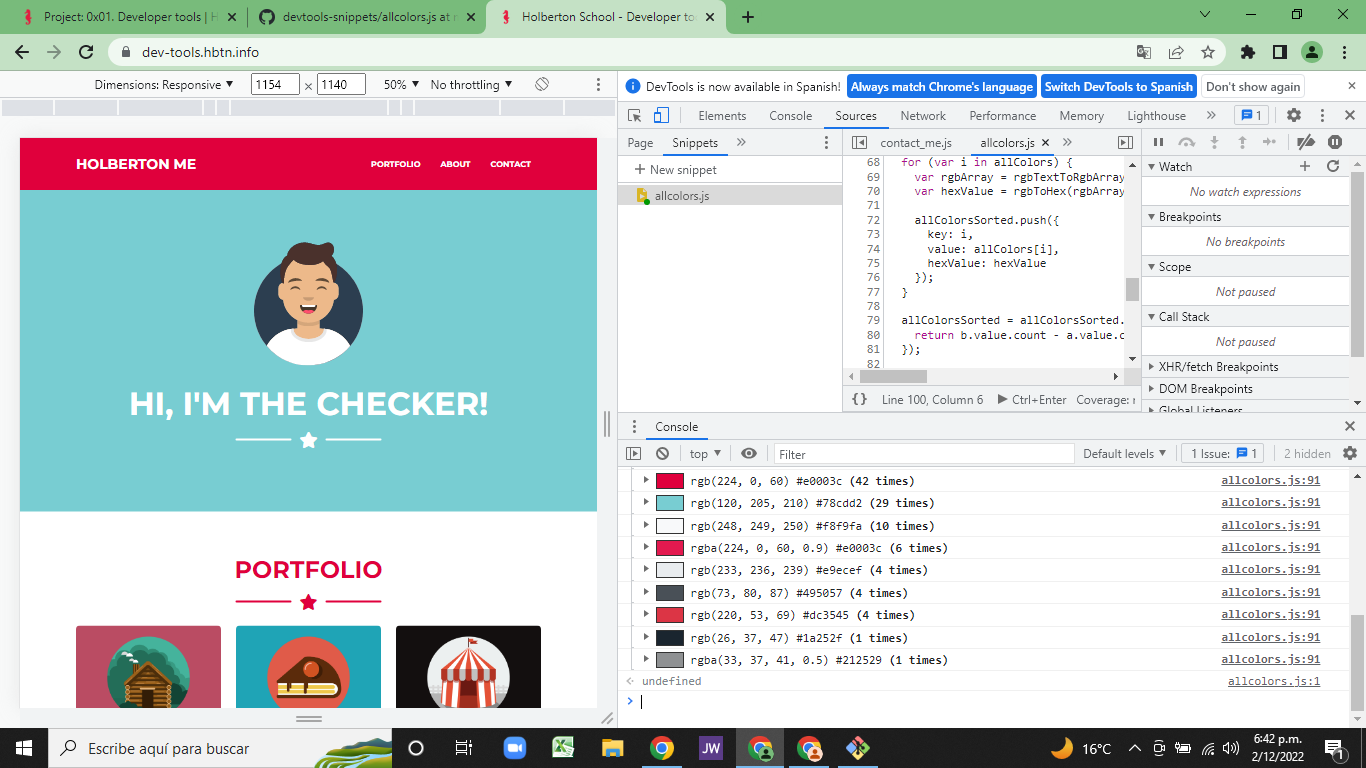 Project: 0x01. Developer tools | H
devtools-snippets/allcolors.js at m
Holberton School - Developer to
dev-tools.hbtn.info
Dimensions: Responsive ▼ 1154 × 1140 50% ▼ No throttling ▼
DevTools is now available in Spanish! Always match Chrome's language Switch DevTools to Spanish Don't show again
Elements Console Sources Network Performance Memory Lighthouse » 1
Page Snippets »
contact_me.js allcolors.js »
+ New snippet
allcolors.js
68 for (var i in allColors) {
69 var rgbArray = rgbTextToRgbArray
70 var hexValue = rgbToHex(rgbArray
71
72 allColorsSorted.push({
73 key: i,
74 value: allColors[i],
75 hexValue: hexValue
76 });
77 }
78
79 allColorsSorted = allColorsSorted.
80 return b.value.count - a.value.c
81 });
82
{} Line 100, Column 6 Ctrl+Enter Coverage:
Watch
No watch expressions
Breakpoints
No breakpoints
Scope
Not paused
Call Stack
Not paused
XHR/fetch Breakpoints
DOM Breakpoints
Global Listeners
HOLBERTON ME
PORTFOLIO ABOUT CONTACT
HI, I'M THE CHECKER!
PORTFOLIO
Console
top ▼ Filter Default levels ▼ 1 Issue: 1 2 hidden
rgb(224, 0, 60) #e0003c (42 times) allcolors.js:91
rgb(120, 205, 210) #78cdd2 (29 times) allcolors.js:91
rgb(248, 249, 250) #f8f9fa (10 times) allcolors.js:91
rgba(224, 0, 60, 0.9) #e0003c (6 times) allcolors.js:91
rgb(233, 236, 239) #e9ecef (4 times) allcolors.js:91
rgb(73, 80, 87) #495057 (4 times) allcolors.js:91
rgb(220, 53, 69) #dc3545 (4 times) allcolors.js:91
rgb(26, 37, 47) #1a252f (1 times) allcolors.js:91
rgba(33, 37, 41, 0.5) #212529 (1 times) allcolors.js:91
undefined allcolors.js:1
Escribe aquí para buscar
JW
16°C
6:42 p.m.
2/12/2022
1